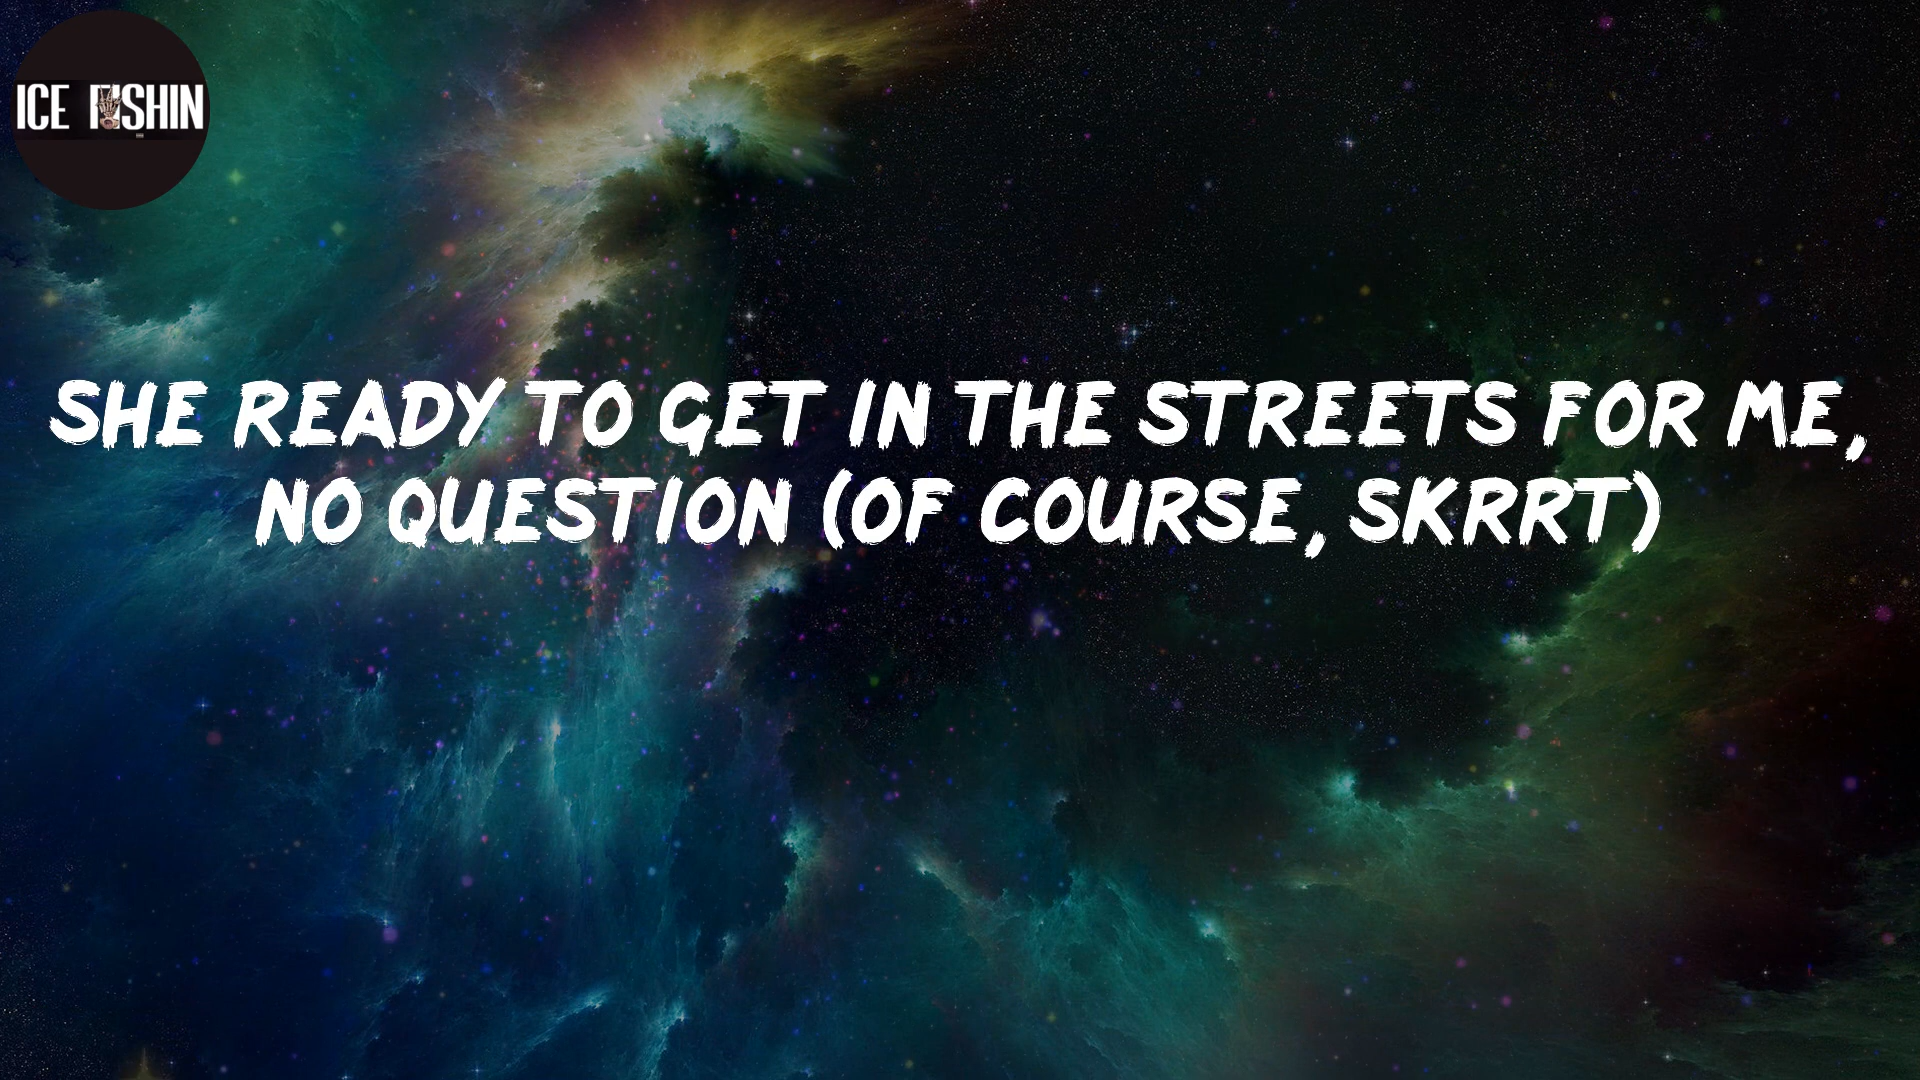 ICE FISHIN
SHE READY TO GET IN THE STREETS FOR ME,
NO QUESTION (OF COURSE, SKRRT)